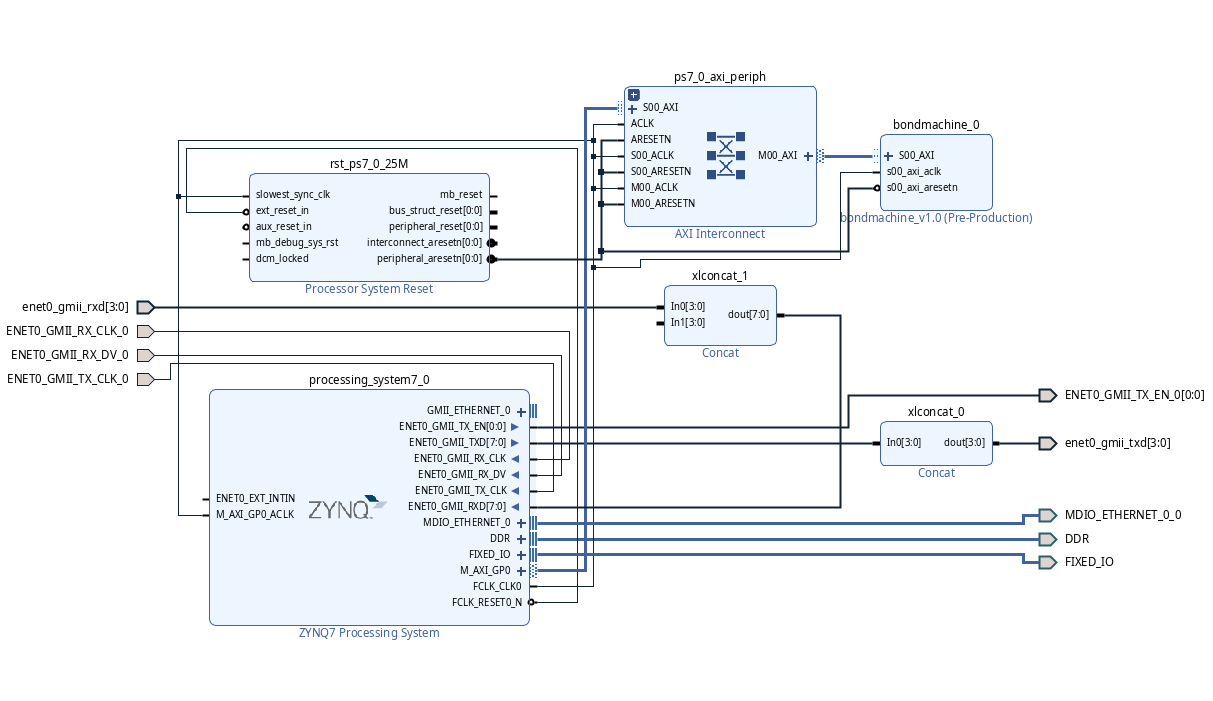 ps7_0_axi_periph
S00_AXI
ACLK
ARESETN
S00_ACLK
S00_ARESETN
M00_ACLK
M00_ARESETN
M00_AXI
AXI Interconnect
bondmachine_0
S00_AXI
s00_axi_aclk
s00_axi_aresetn
bondmachine_v1.0 (Pre-Production)
rst_ps7_0_25M
slowest_sync_clk
ext_reset_in
aux_reset_in
mb_debug_sys_rst
dcm_locked
mb_reset
bus_struct_reset[0:0]
peripheral_reset[0:0]
interconnect_aresetn[0:0]
peripheral_aresetn[0:0]
Processor System Reset
xlconcat_1
In0[3:0]
In1[3:0]
dout[7:0]
Concat
enet0_gmii_rxd[3:0]
ENET0_GMII_RX_CLK_0
ENET0_GMII_RX_DV_0
ENET0_GMII_TX_CLK_0
processing_system7_0
ENET0_EXT_INTIN
M_AXI_GP0_ACLK
ZYNQ
GMII_ETHERNET_0
ENET0_GMII_TX_EN[0:0]
ENET0_GMII_TXD[7:0]
ENET0_GMII_RX_CLK
ENET0_GMII_RX_DV
ENET0_GMII_TX_CLK
ENET0_GMII_RXD[7:0]
MDIO_ETHERNET_0
DDR
FIXED_IO
M_AXI_GP0
FCLK_CLK0
FCLK_RESET0_N
ZYNQ7 Processing System
xlconcat_0
In0[3:0]
dout[3:0]
Concat
ENET0_GMII_TX_EN_0[0:0]
enet0_gmii_txd[3:0]
MDIO_ETHERNET_0_0
DDR
FIXED_IO